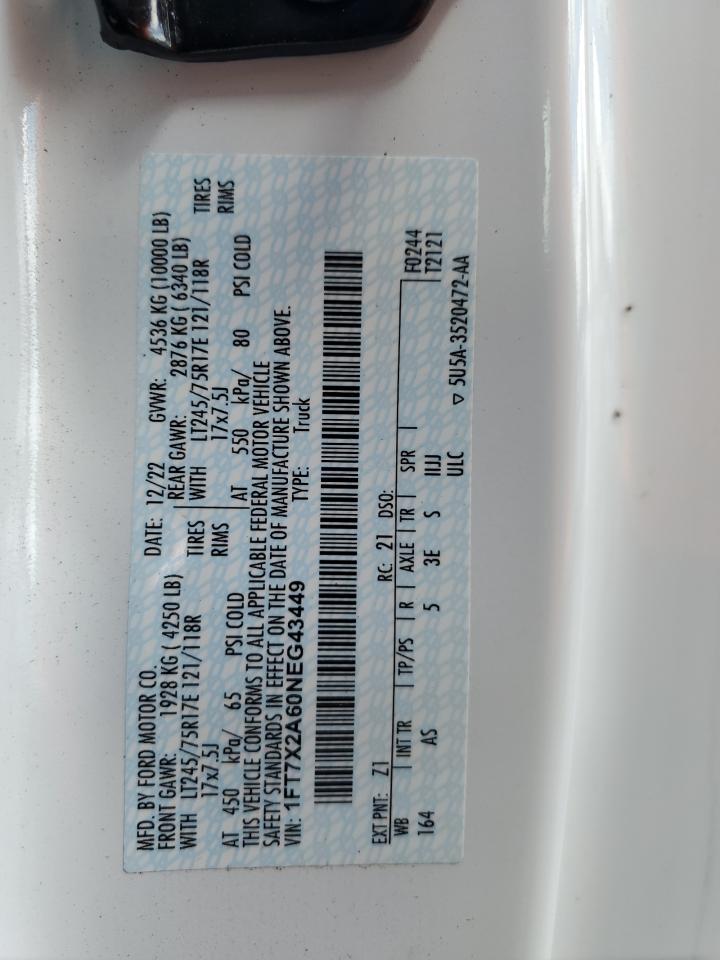 MFD. BY FORD MOTOR CO.
DATE: 12/22 GVWR: 4536 KG (10000 LB)
FRONT GAWR: 1928 KG ( 4250 LB)
REAR GAWR: 2876 KG ( 6340 LB)
WITH LT245/75R17E 121/118R TIRES
WITH LT245/75R17E 121/118R TIRES
17x7.5J RIMS
17x7.5J RIMS
AT 450 kPa/ 65 PSI COLD
AT 550 kPa/ 80 PSI COLD
THIS VEHICLE CONFORMS TO ALL APPLICABLE FEDERAL MOTOR VEHICLE
SAFETY STANDARDS IN EFFECT ON THE DATE OF MANUFACTURE SHOWN ABOVE.
VIN: 1FT7X2A60NEG43449 TYPE: Truck
EXT PNT: Z1 RC: 21 DSO:
WB INT TR TP/PS R AXLE TR SPR F0244
164 AS 5 3E S IIJJ T2121
ULC
▽ 5U5A-3520472-AA